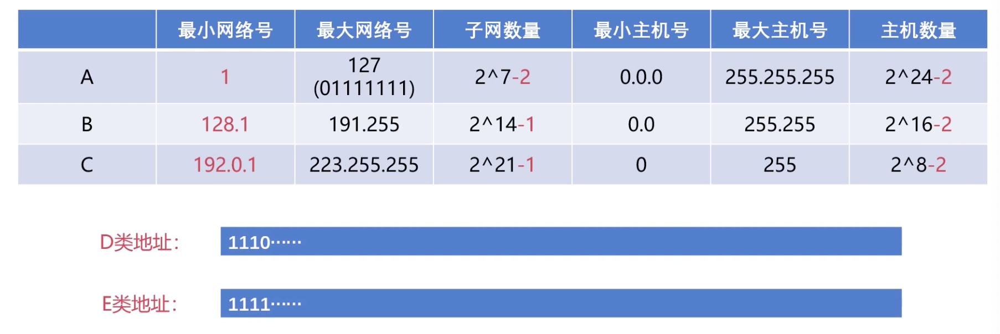 最小网络号 最大网络号 子网数量 最小主机号 最大主机号 主机数量
A 1 127 (01111111) 2^7-2 0.0.0 255.255.255 2^24-2
B 128.1 191.255 2^14-1 0.0 255.255 2^16-2
C 192.0.1 223.255.255 2^21-1 0 255 2^8-2
D类地址： 1110……
E类地址： 1111……